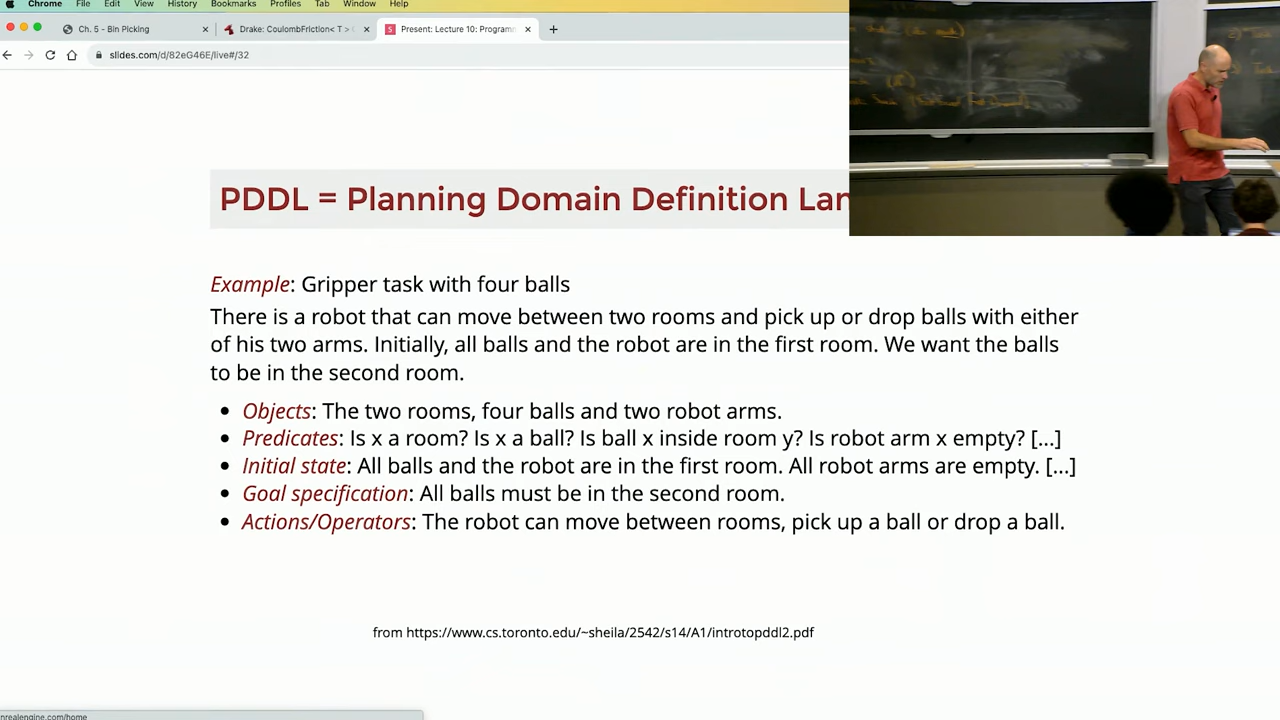 Chrome File Edit View History Bookmarks Profiles Tab Window Help
Ch. 5 - Bin Picking
Drake: CoulombFriction< T >
Present: Lecture 10: Programm
slides.com/d/82eG46E/live#/32
PDDL = Planning Domain Definition Lan
Example: Gripper task with four balls
There is a robot that can move between two rooms and pick up or drop balls with either
of his two arms. Initially, all balls and the robot are in the first room. We want the balls
to be in the second room.
• Objects: The two rooms, four balls and two robot arms.
• Predicates: Is x a room? Is x a ball? Is ball x inside room y? Is robot arm x empty? [...]
• Initial state: All balls and the robot are in the first room. All robot arms are empty. [...]
• Goal specification: All balls must be in the second room.
• Actions/Operators: The robot can move between rooms, pick up a ball or drop a ball.
from https://www.cs.toronto.edu/~sheila/2542/s14/A1/introtopddl2.pdf
nrealengine.com/home